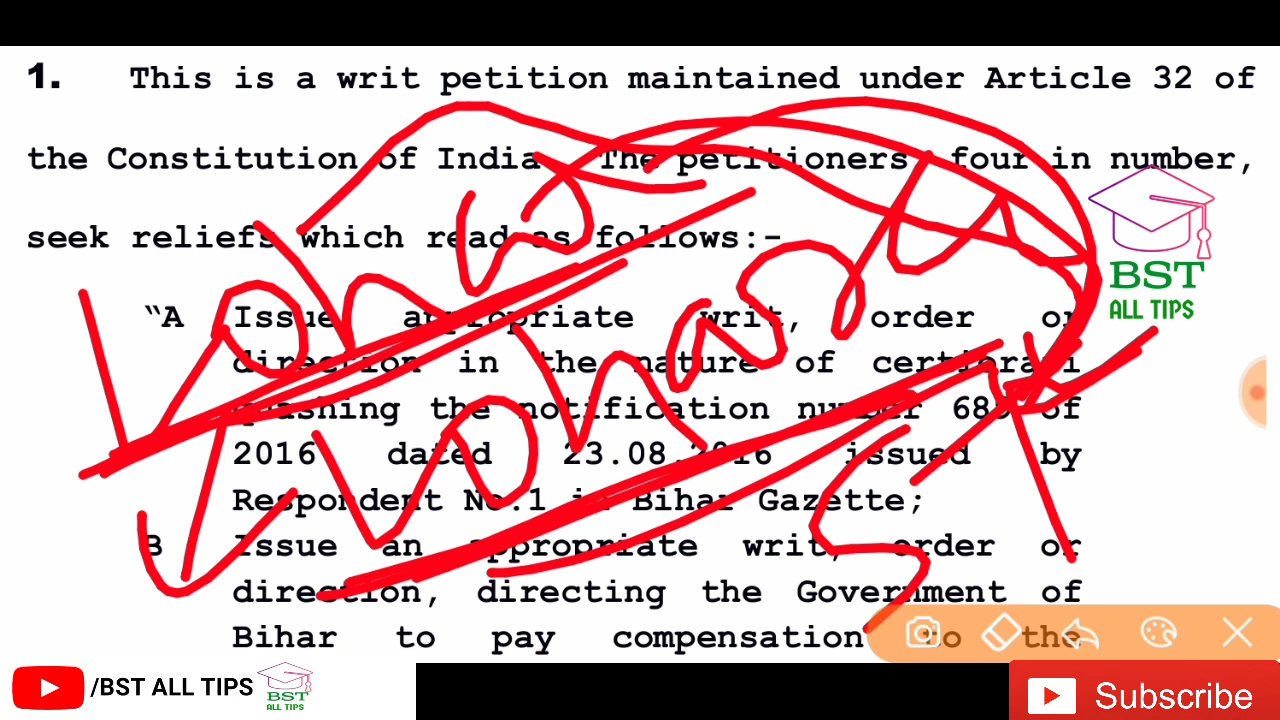 1. This is a writ petition maintained under Article 32 of
the Constitution of India. The petitioners, four in number,
seek reliefs which read as follows:-
“A Issue appropriate writ, order or
direction in the nature of certiorari
quashing the notification number of
2016 dated 23.08.2016 issued by
Respondent No.1 in Bihar Gazette;
B Issue an appropriate writ, order or
direction, directing the Government of
Bihar to pay compensation to the
BST
ALL TIPS
/BST ALL TIPS
BST
ALL TIPS
Subscribe